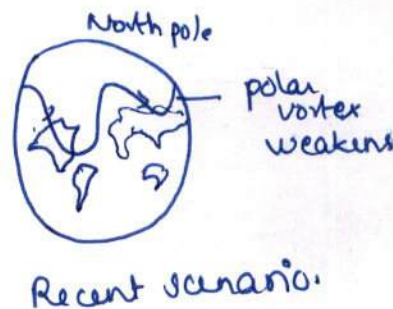 North pole
polar
vortex
weakens
Recent scenario.